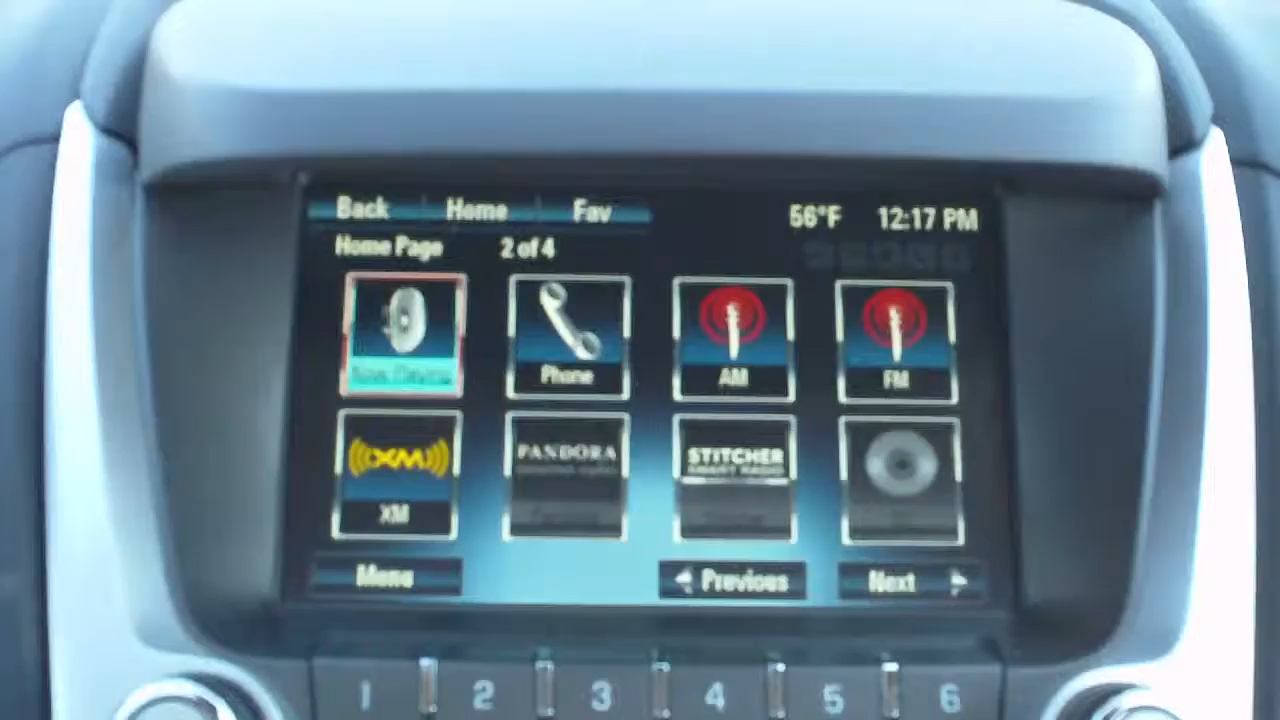 Back Home Fav 56°F 12:17 PM
Home Page 2 of 4
Phone AM FM
XM
PANDORA
STITCHER
SMART RADIO
XM
Menu Previous Next
1 2 3 4 5 6